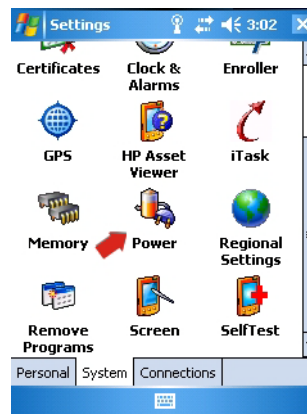 Settings 3:02
Certificates Clock & Enroller
Alarms
GPS HP Asset iTask
Viewer
Memory Power Regional
Settings
Remove Screen SelfTest
Programs
Personal System Connections